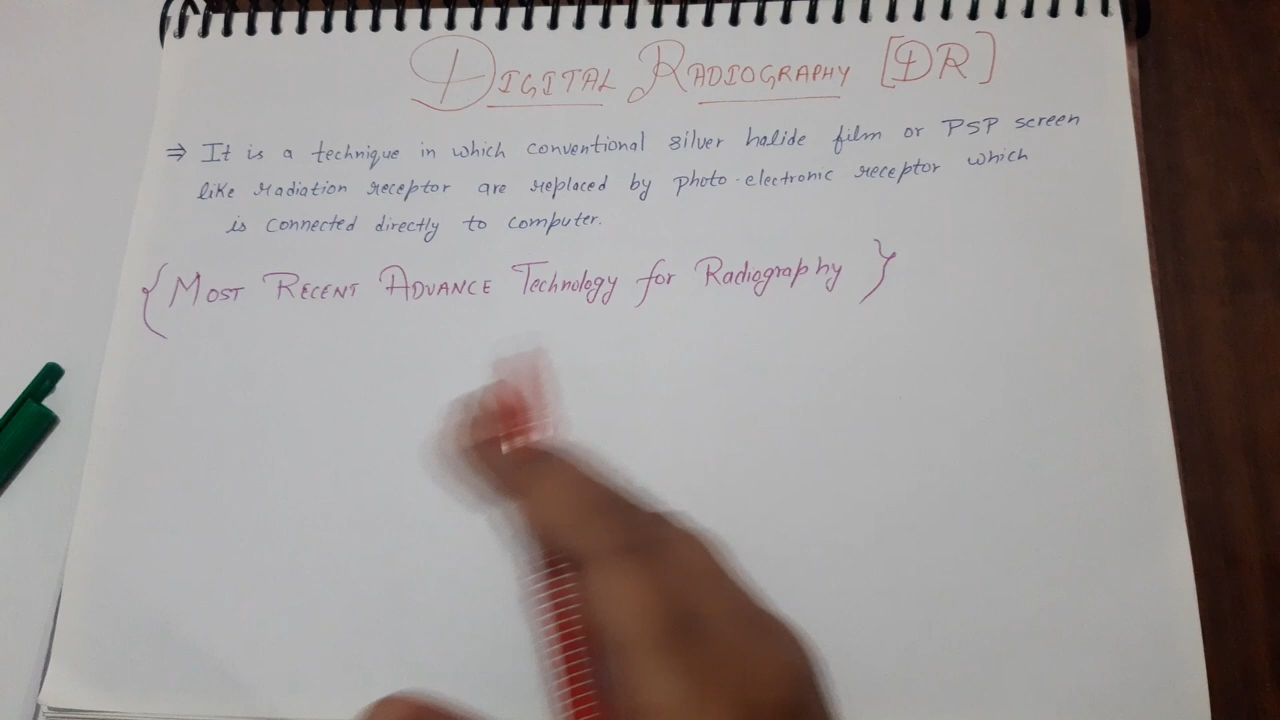 DIGITAL RADIOGRAPHY [DR]
⇒ It is a technique in which conventional silver halide film or PSP screen
like radiation receptor are replaced by photo-electronic receptor which
is connected directly to computer.
{MOST RECENT ADVANCE Technology for Radiography}